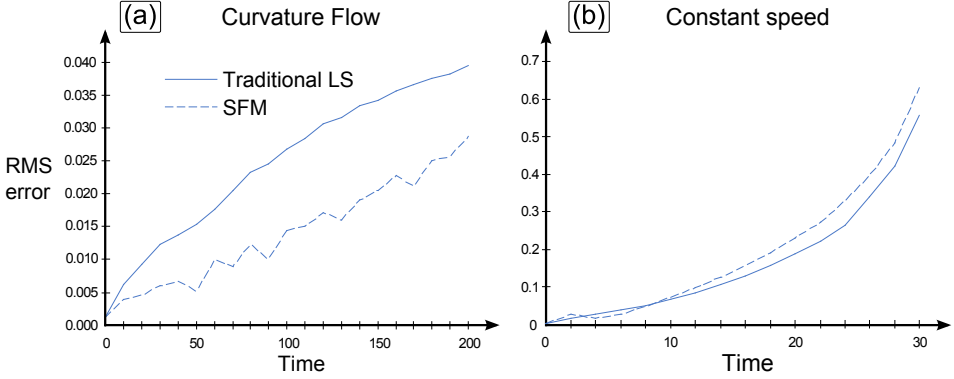 (a) Curvature Flow
0.040
0.035
0.030
0.025
0.020
0.015
0.010
0.005
0.000
RMS
error
Traditional LS
SFM
0 50 100 150 200
Time
(b) Constant speed
0.7
0.6
0.5
0.4
0.3
0.2
0.1
0
0 10 20 30
Time